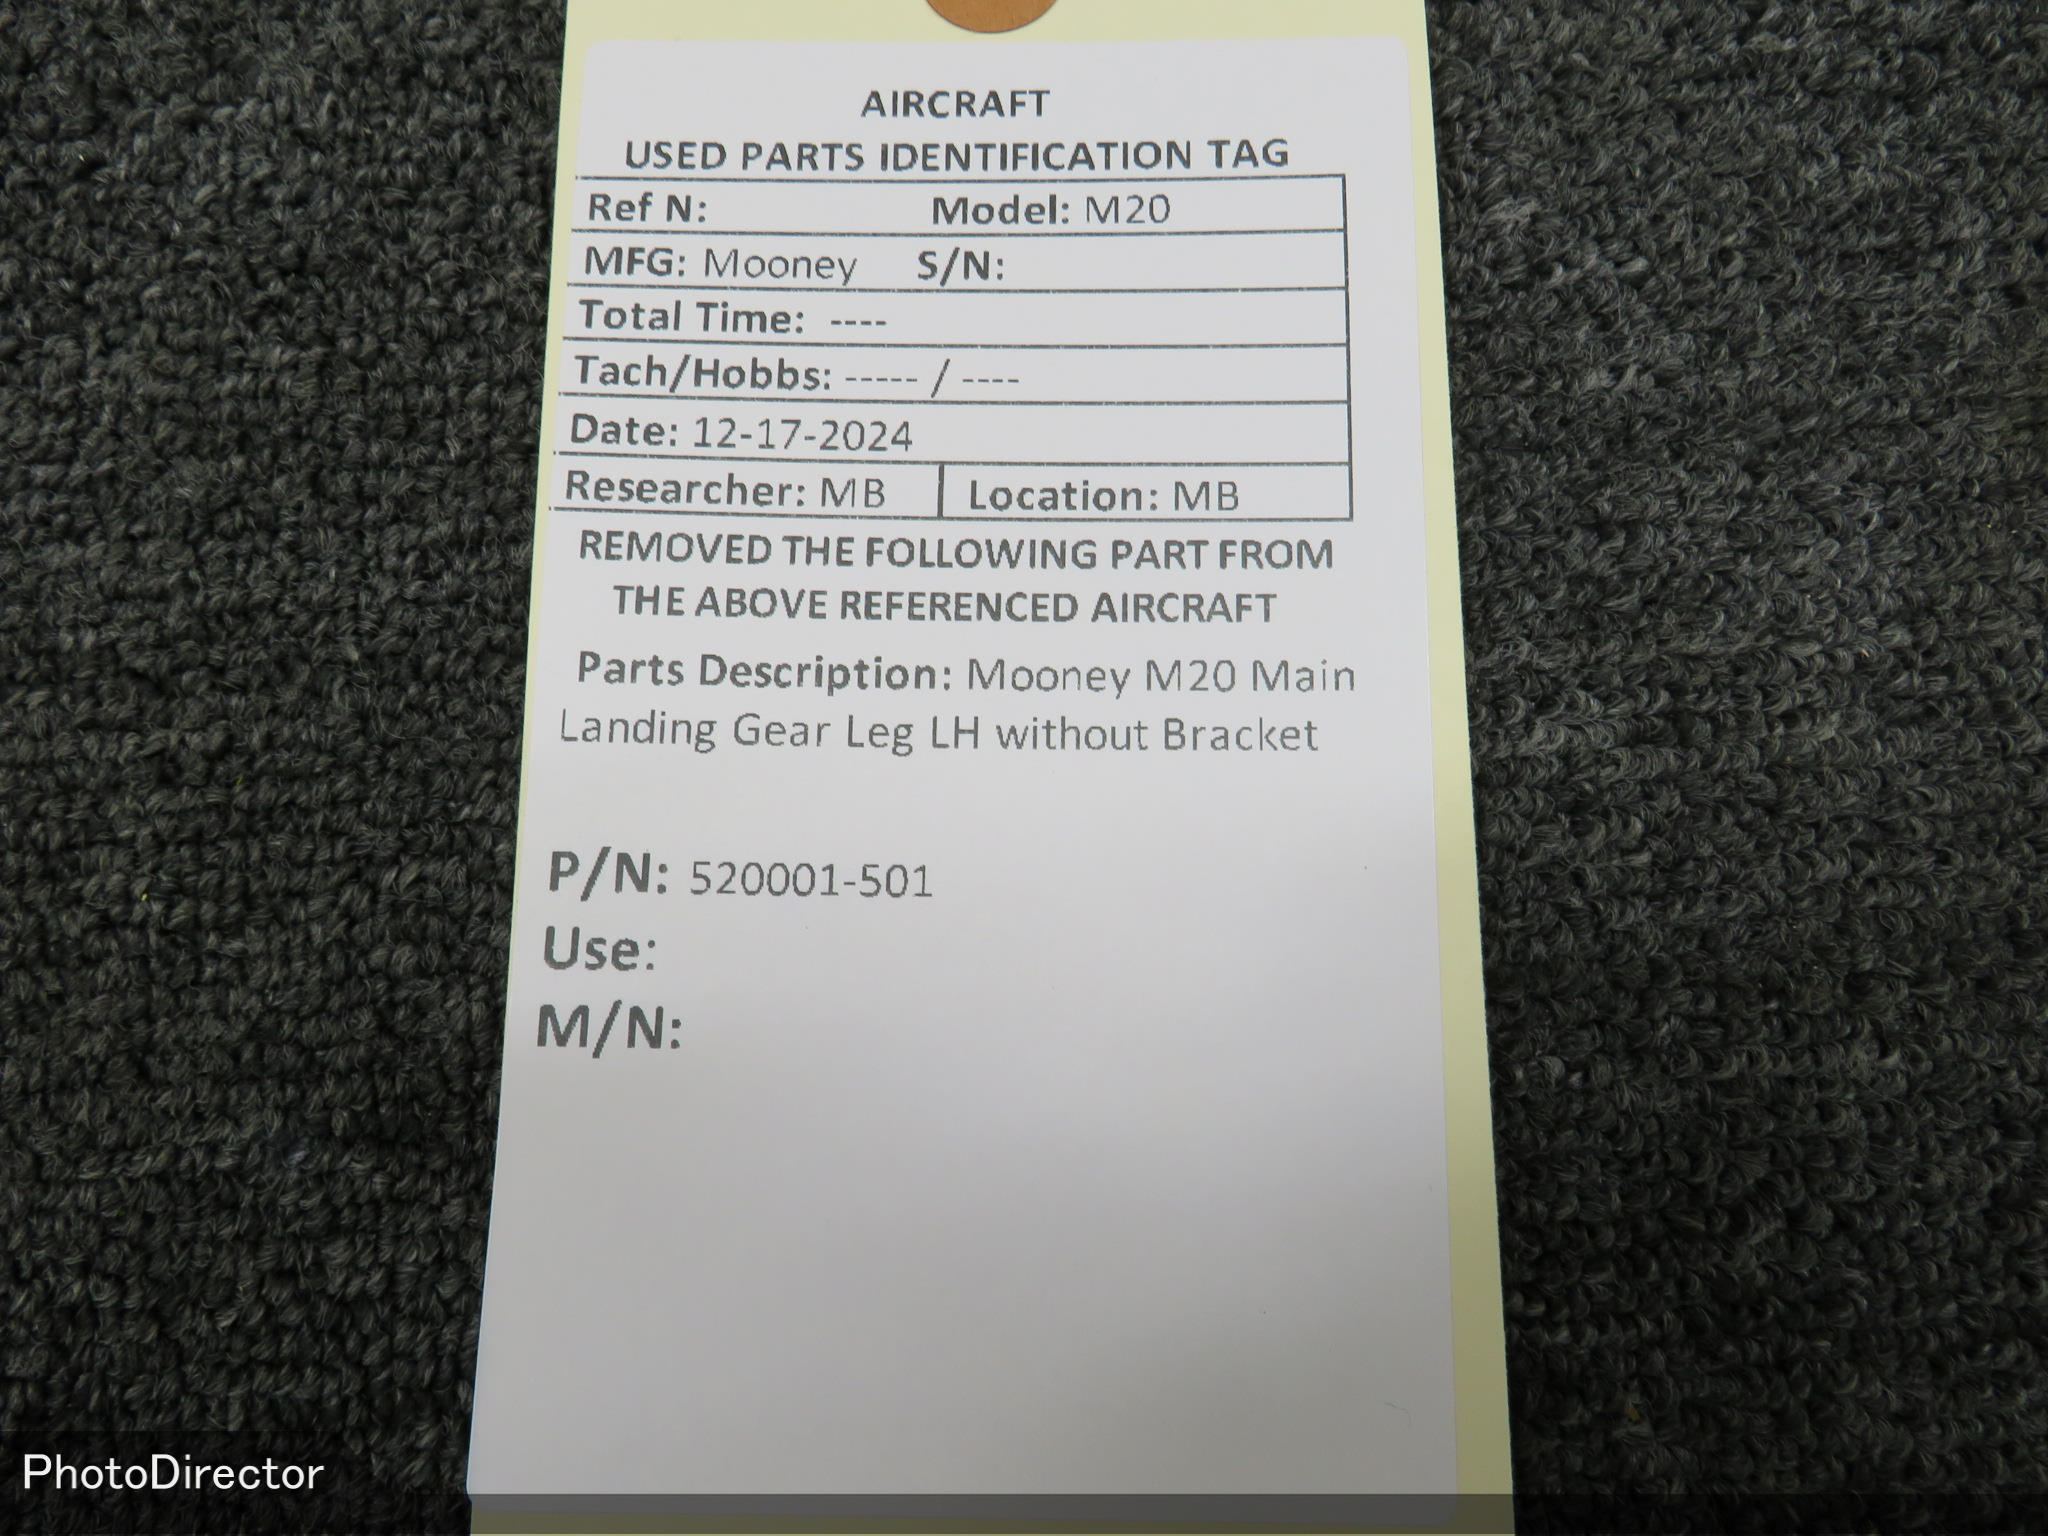 AIRCRAFT
USED PARTS IDENTIFICATION TAG
Ref N: Model: M20
MFG: Mooney S/N:
Total Time: ----
Tach/Hobbs: ----- / ----
Date: 12-17-2024
Researcher: MB Location: MB
REMOVED THE FOLLOWING PART FROM
THE ABOVE REFERENCED AIRCRAFT
Parts Description: Mooney M20 Main
Landing Gear Leg LH without Bracket
P/N: 520001-501
Use:
M/N:
PhotoDirector